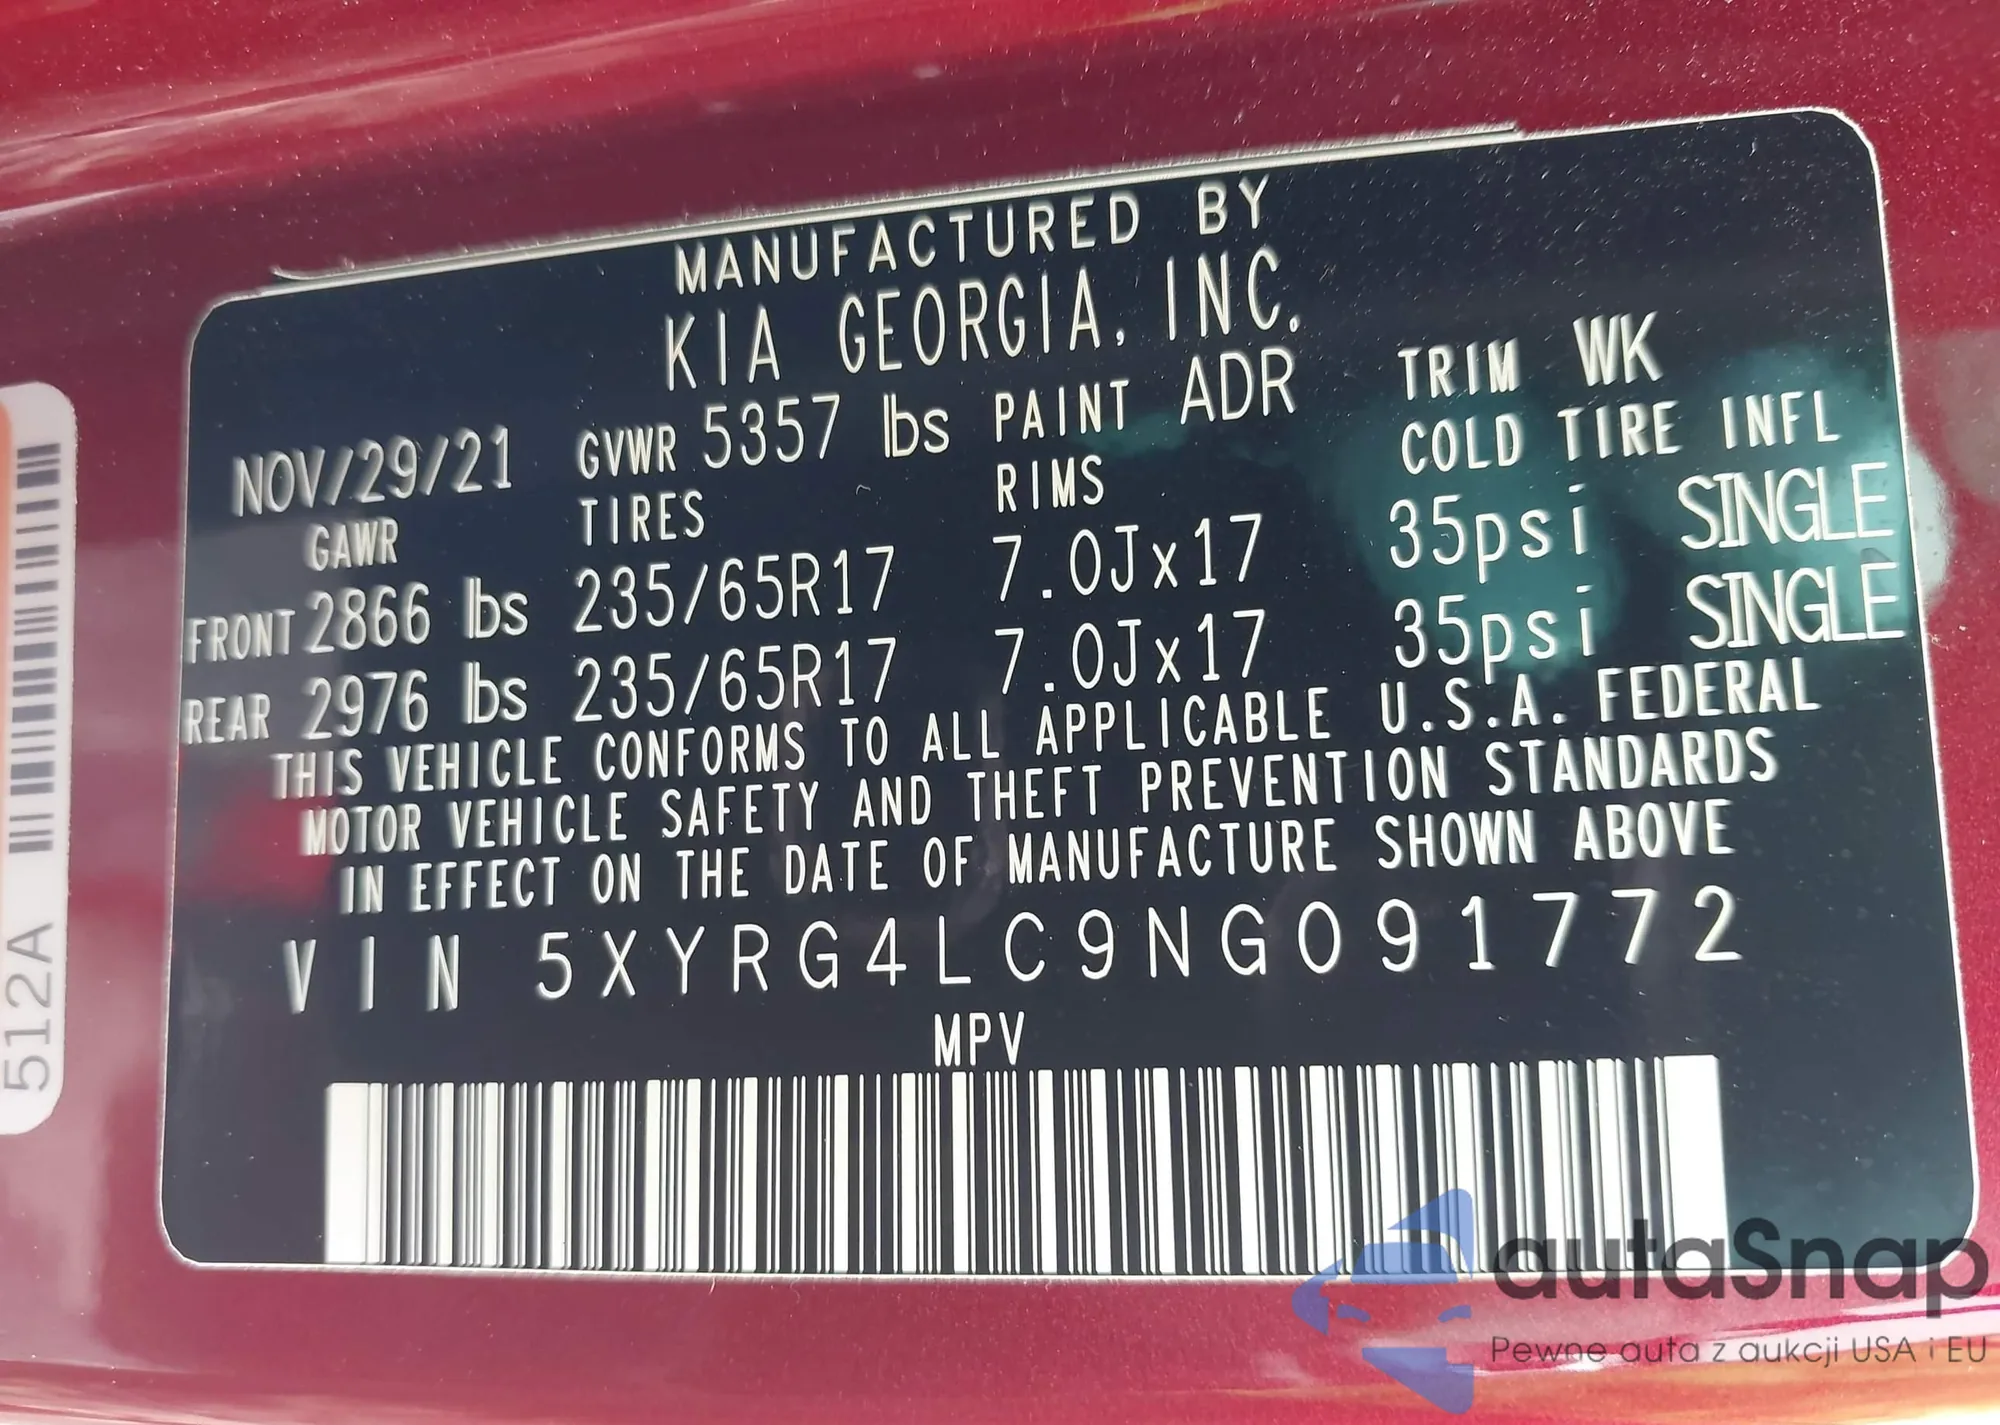 MANUFACTURED BY
KIA GEORGIA, INC.
NOV/29/21 GVWR 5357 lbs PAINT ADR TRIM WK
GAWR TIRES RIMS COLD TIRE INFL
FRONT 2866 lbs 235/65R17 7.0Jx17 35psi SINGLE
REAR 2976 lbs 235/65R17 7.0Jx17 35psi SINGLE
THIS VEHICLE CONFORMS TO ALL APPLICABLE U.S.A. FEDERAL
MOTOR VEHICLE SAFETY AND THEFT PREVENTION STANDARDS
IN EFFECT ON THE DATE OF MANUFACTURE SHOWN ABOVE
VIN 5XYRG4LC9NG091772
MPV
512A
autaSnap
Pewne auta z aukcji USA i EU